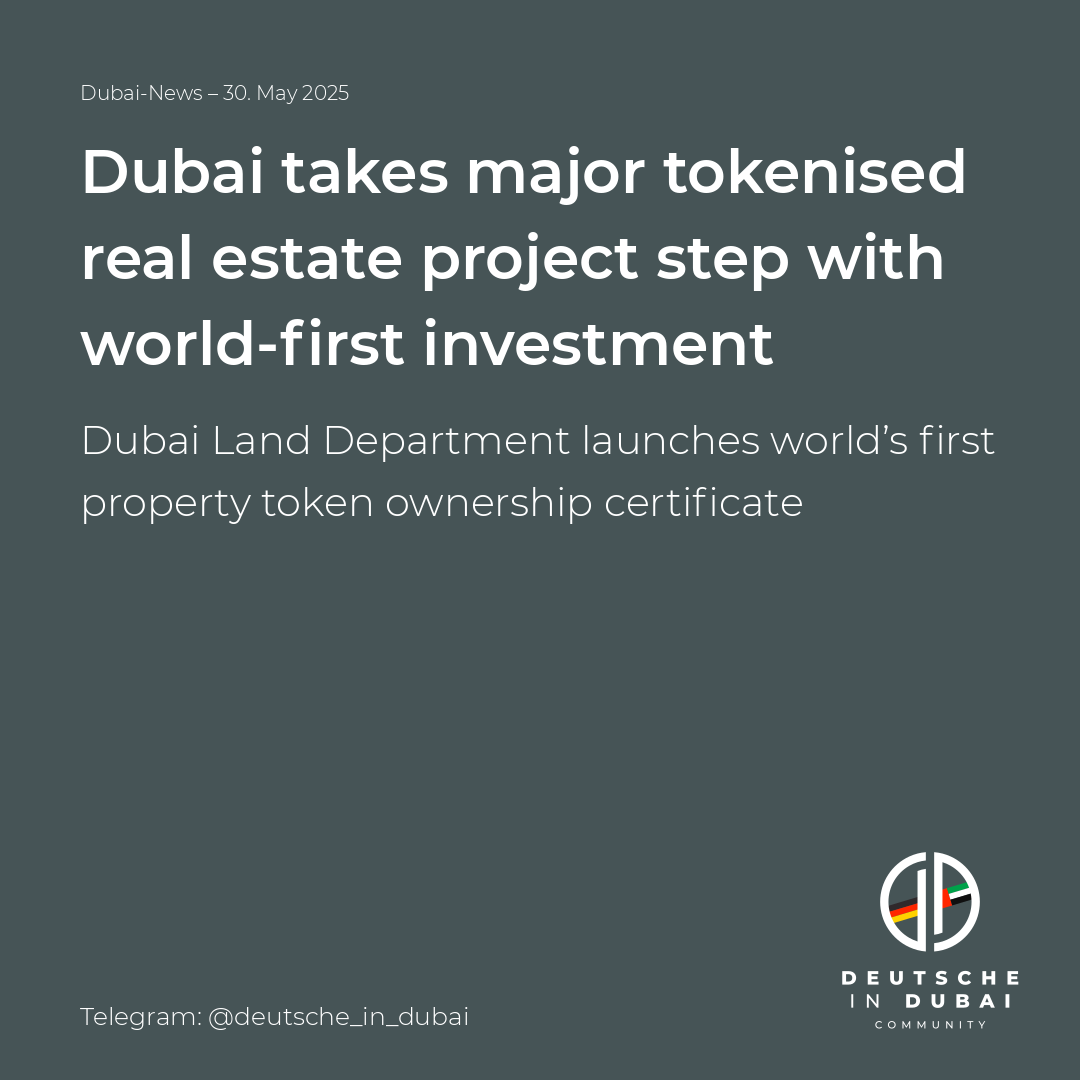 Dubai-News – 30. May 2025
Dubai takes major tokenised
real estate project step with
world-first investment
Dubai Land Department launches world’s first
property token ownership certificate
Telegram: @deutsche_in_dubai
DEUTSCHE
IN DUBAI
COMMUNITY